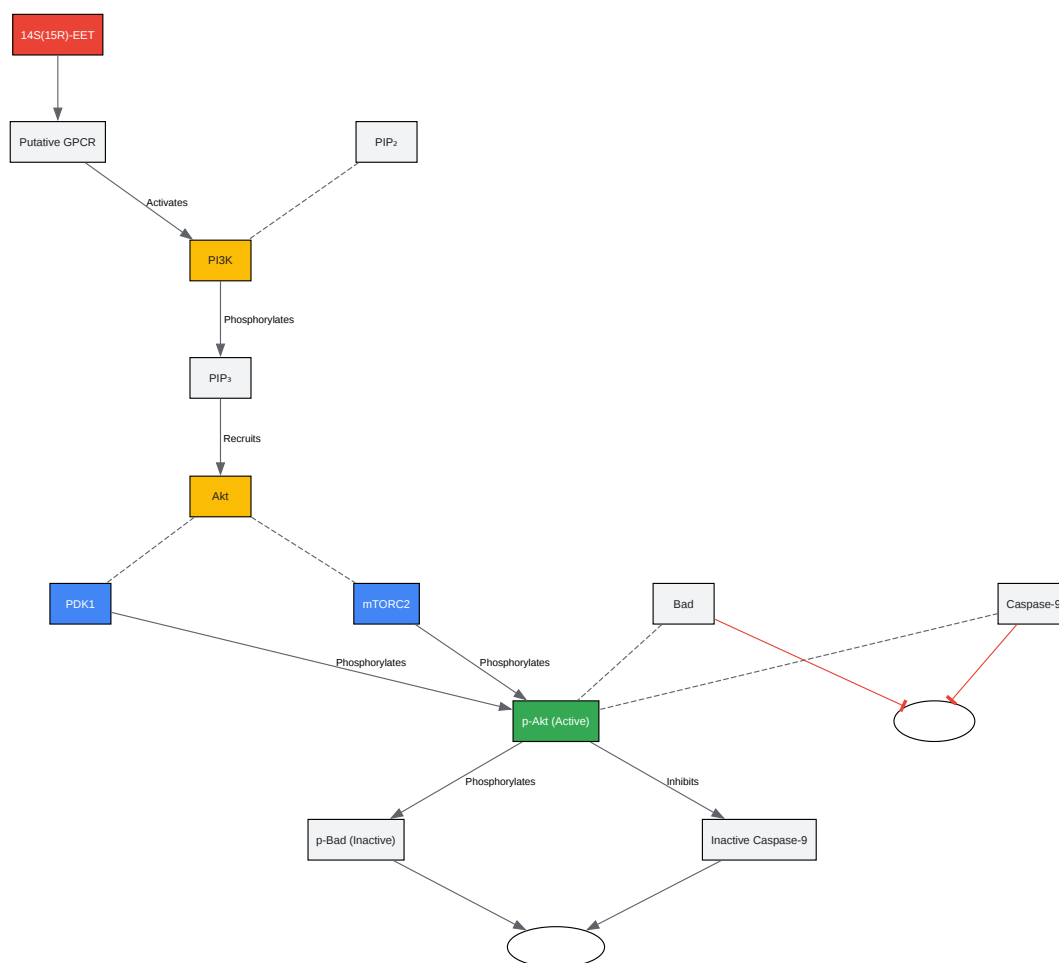 14S(15R)-EET
Putative GPCR
PIP₂
Activates
PI3K
Phosphorylates
PIP₃
Recruits
Akt
PDK1
mTORC2
Bad
Caspase-9
Phosphorylates
Phosphorylates
p-Akt (Active)
Phosphorylates
Inhibits
p-Bad (Inactive)
Inactive Caspase-9